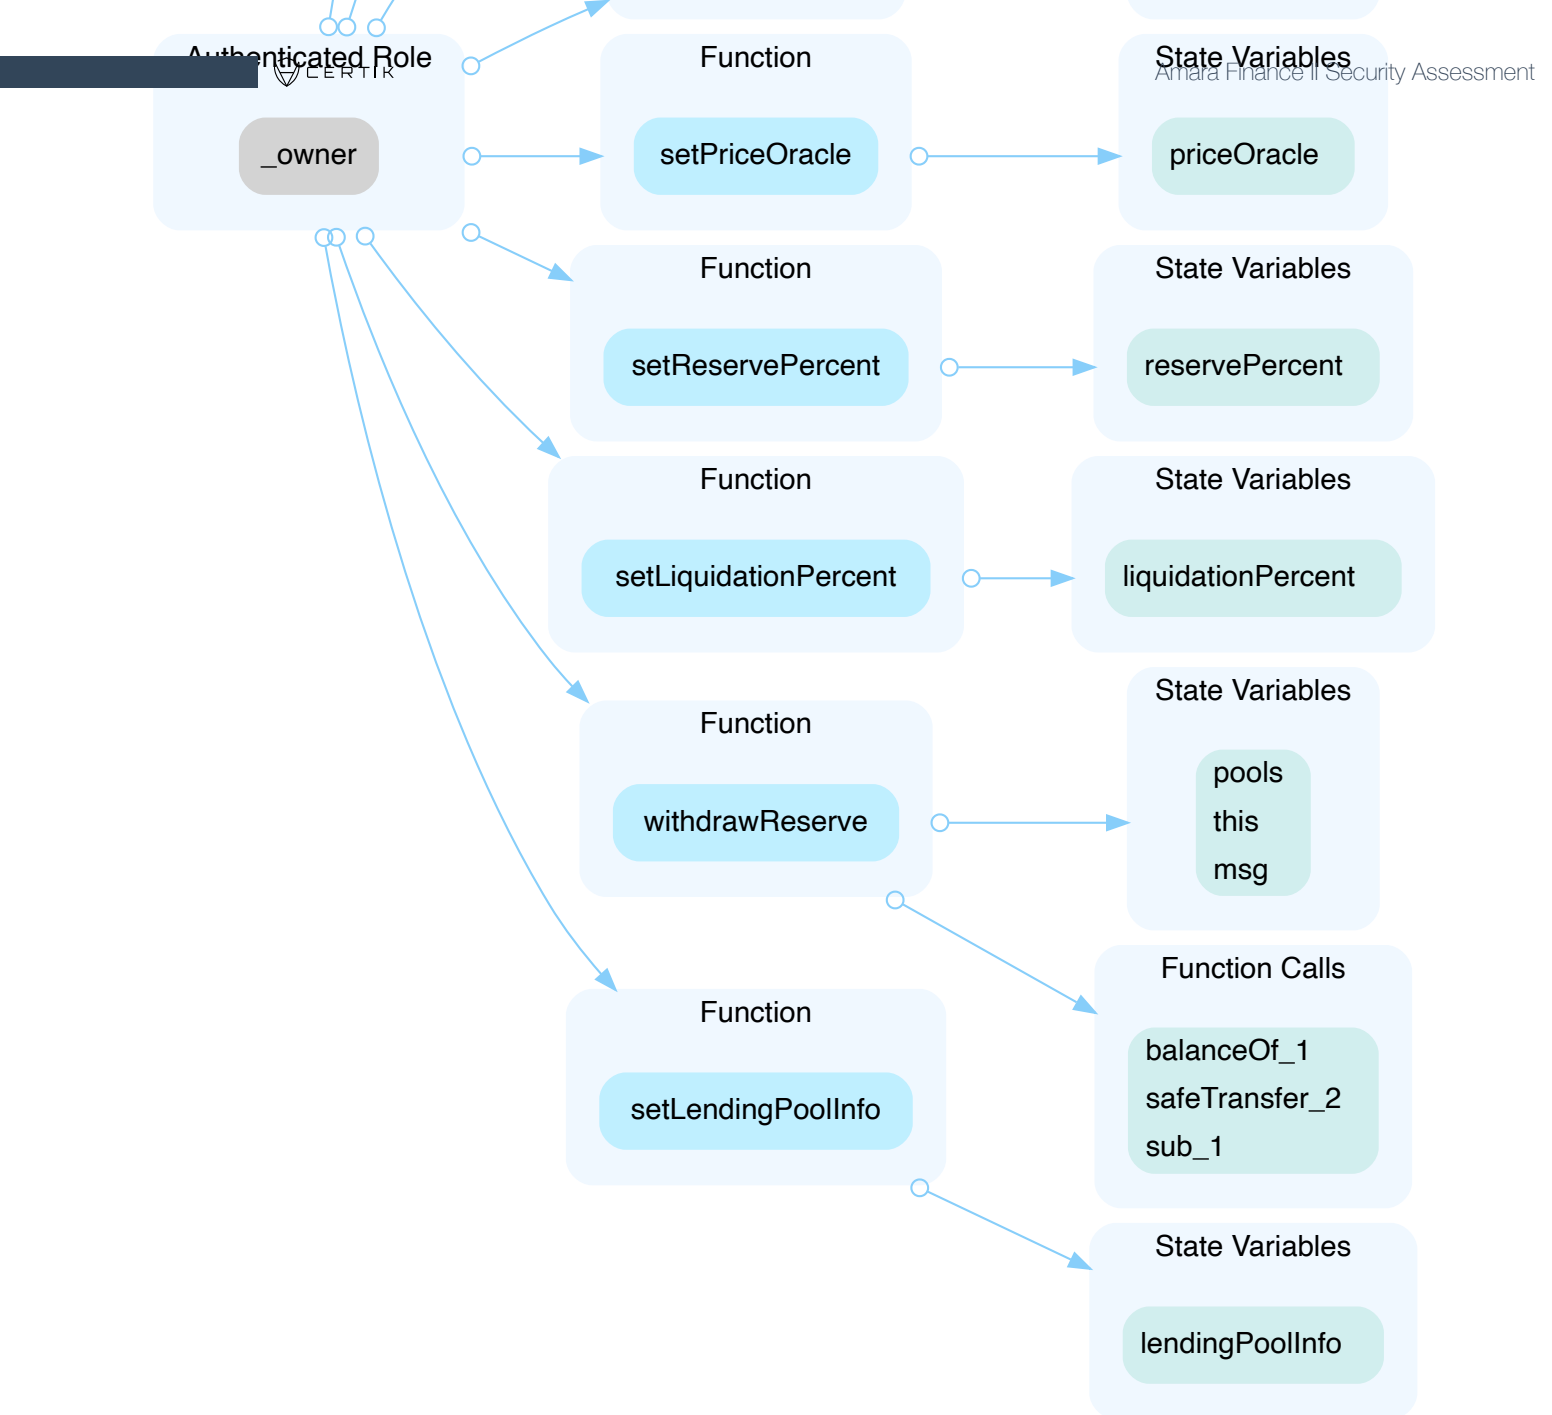 Authenticated Role
CERTIK
Amara Finance II Security Assessment
_owner
Function
setPriceOracle
State Variables
priceOracle
Function
setReservePercent
State Variables
reservePercent
Function
setLiquidationPercent
State Variables
liquidationPercent
Function
withdrawReserve
State Variables
pools
this
msg
Function Calls
balanceOf_1
safeTransfer_2
sub_1
Function
setLendingPoolInfo
State Variables
lendingPoolInfo